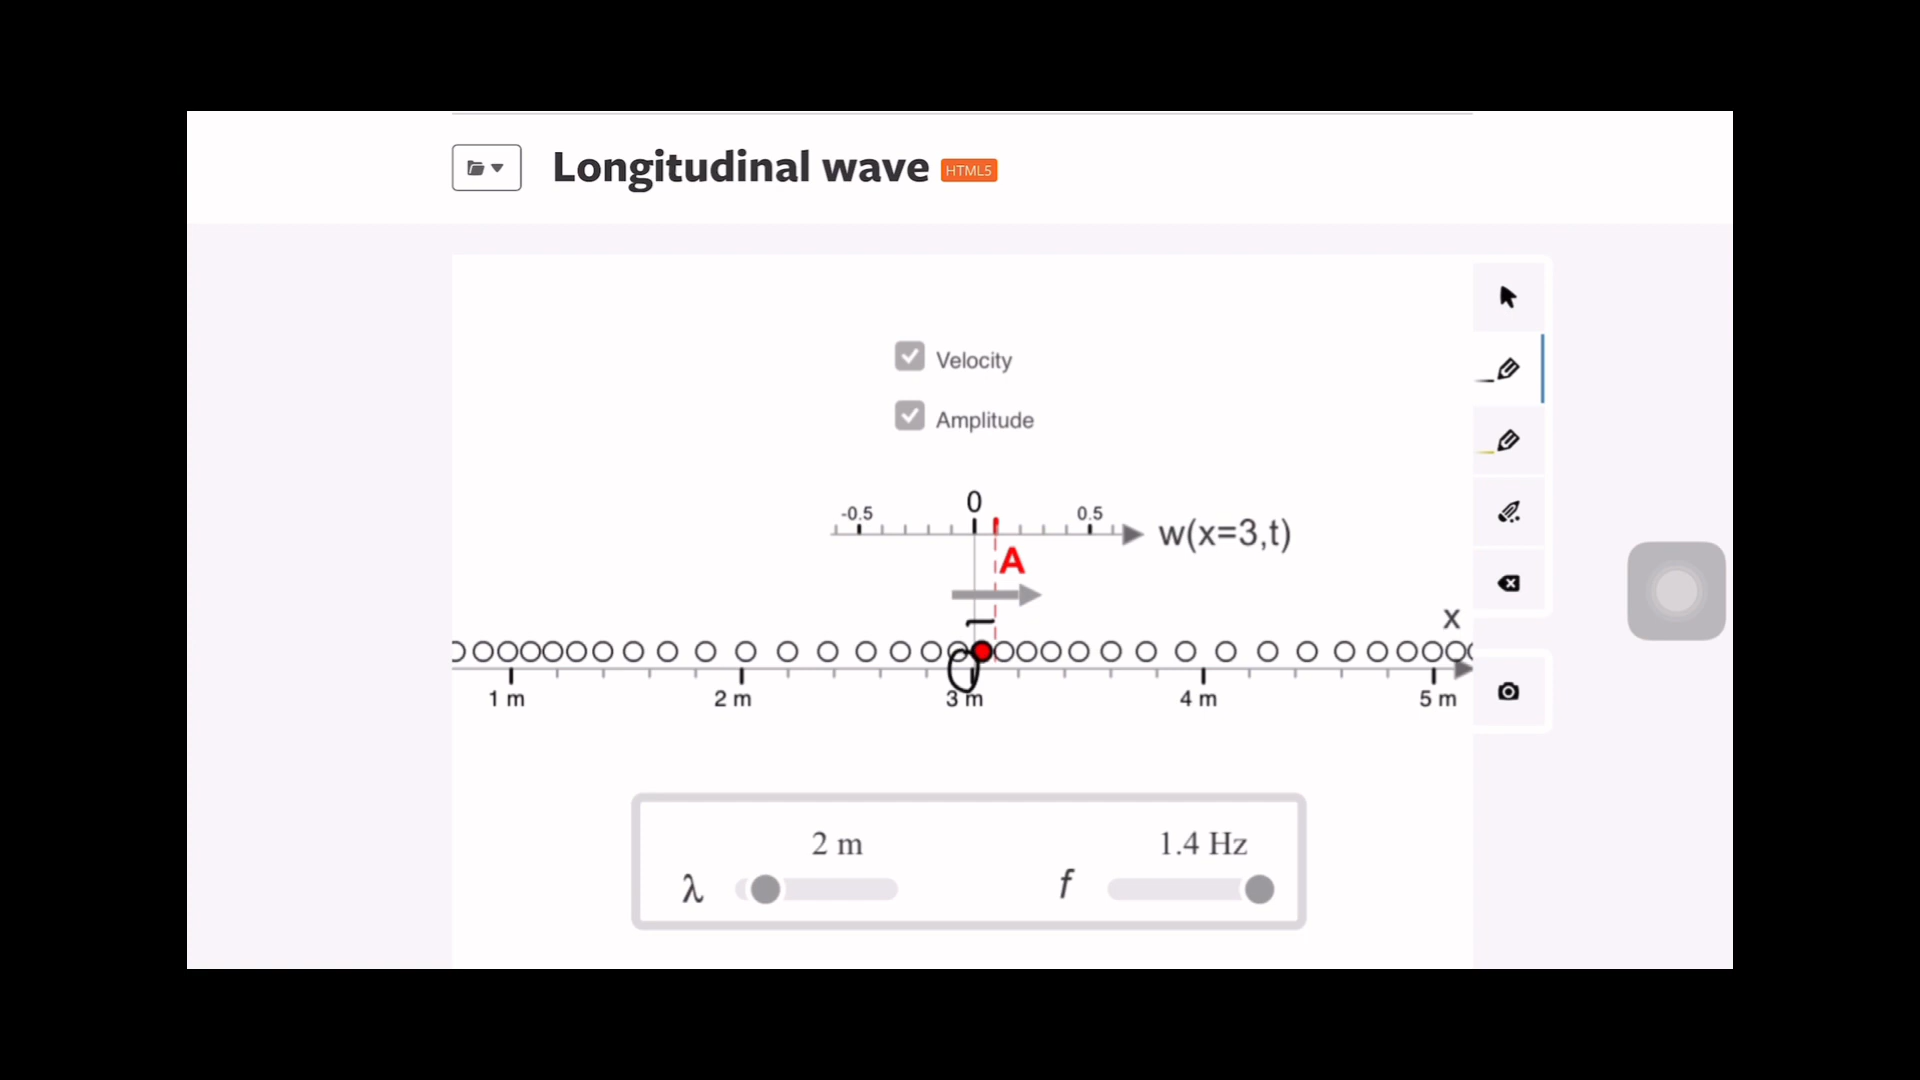 Longitudinal wave HTML5
Velocity
Amplitude
-0.5 0 0.5
w(x=3,t)
A
x
1 m 2 m 3 m 4 m 5 m
2 m 1.4 Hz
λ f